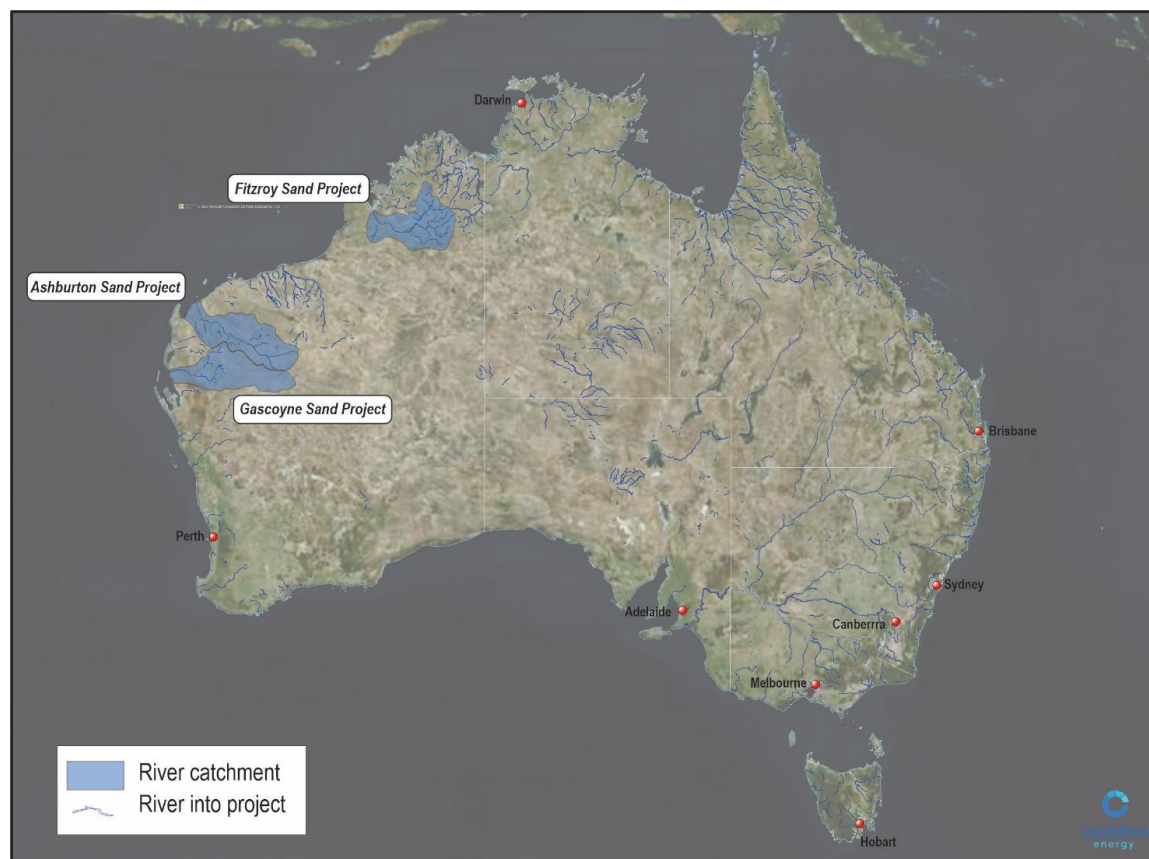 Darwin
Fitzroy Sand Project
Ashburton Sand Project
Gascoyne Sand Project
Brisbane
Perth
Sydney
Adelaide
Canberrra
Melbourne
River catchment
River into project
Hobart
energy